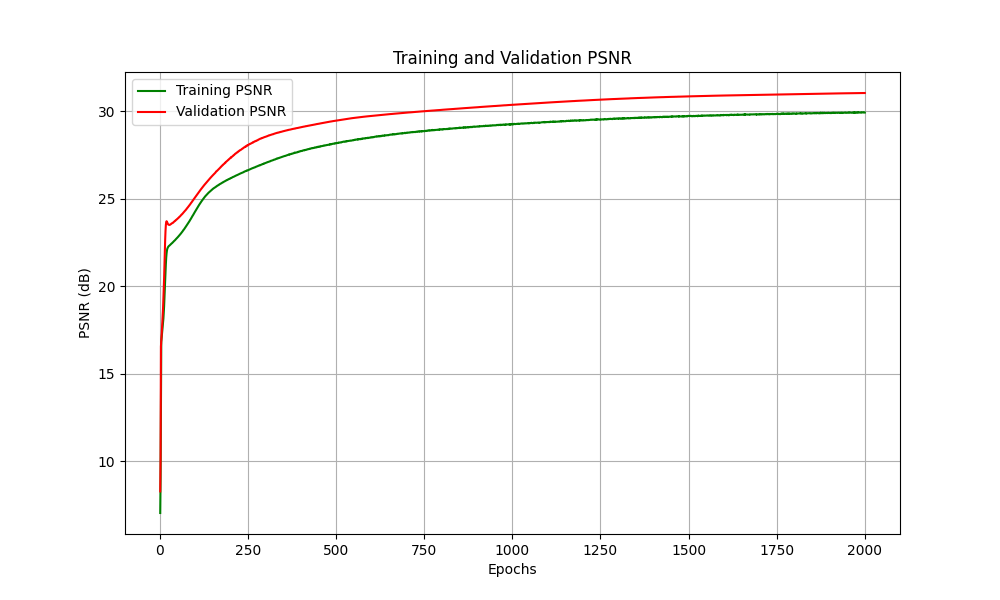 Training and Validation PSNR
Training PSNR
Validation PSNR
PSNR (dB)
30
25
20
15
10
0 250 500 750 1000 1250 1500 1750 2000
Epochs